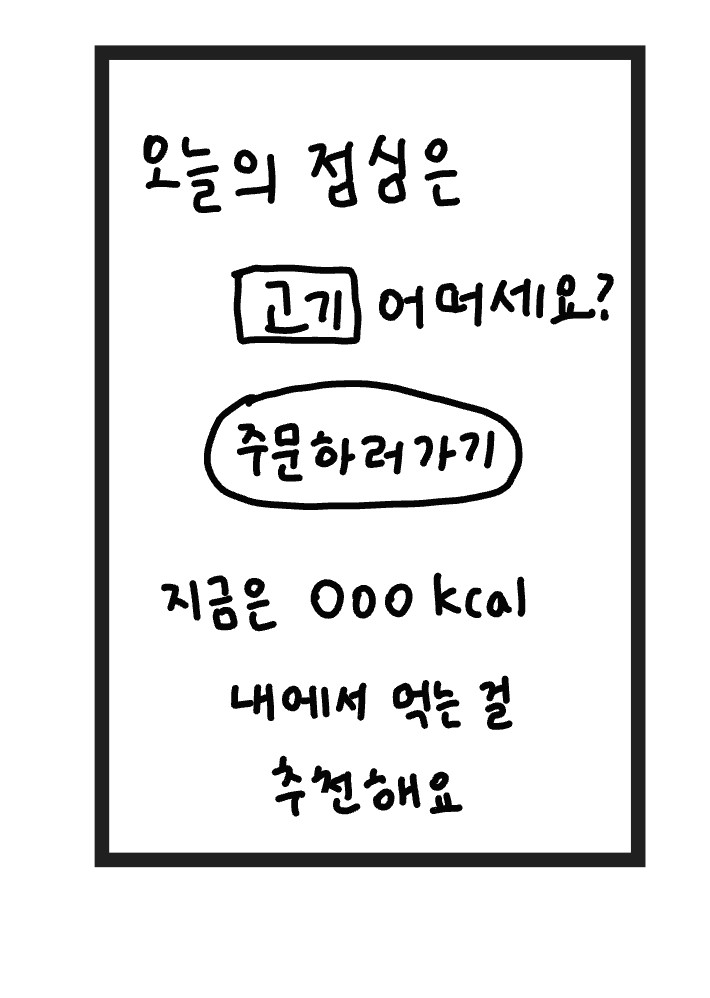 오늘의 점심은
고기 어떠세요?
주문하러가기
지금은 000 kcal
내에서 먹는 걸
추천해요